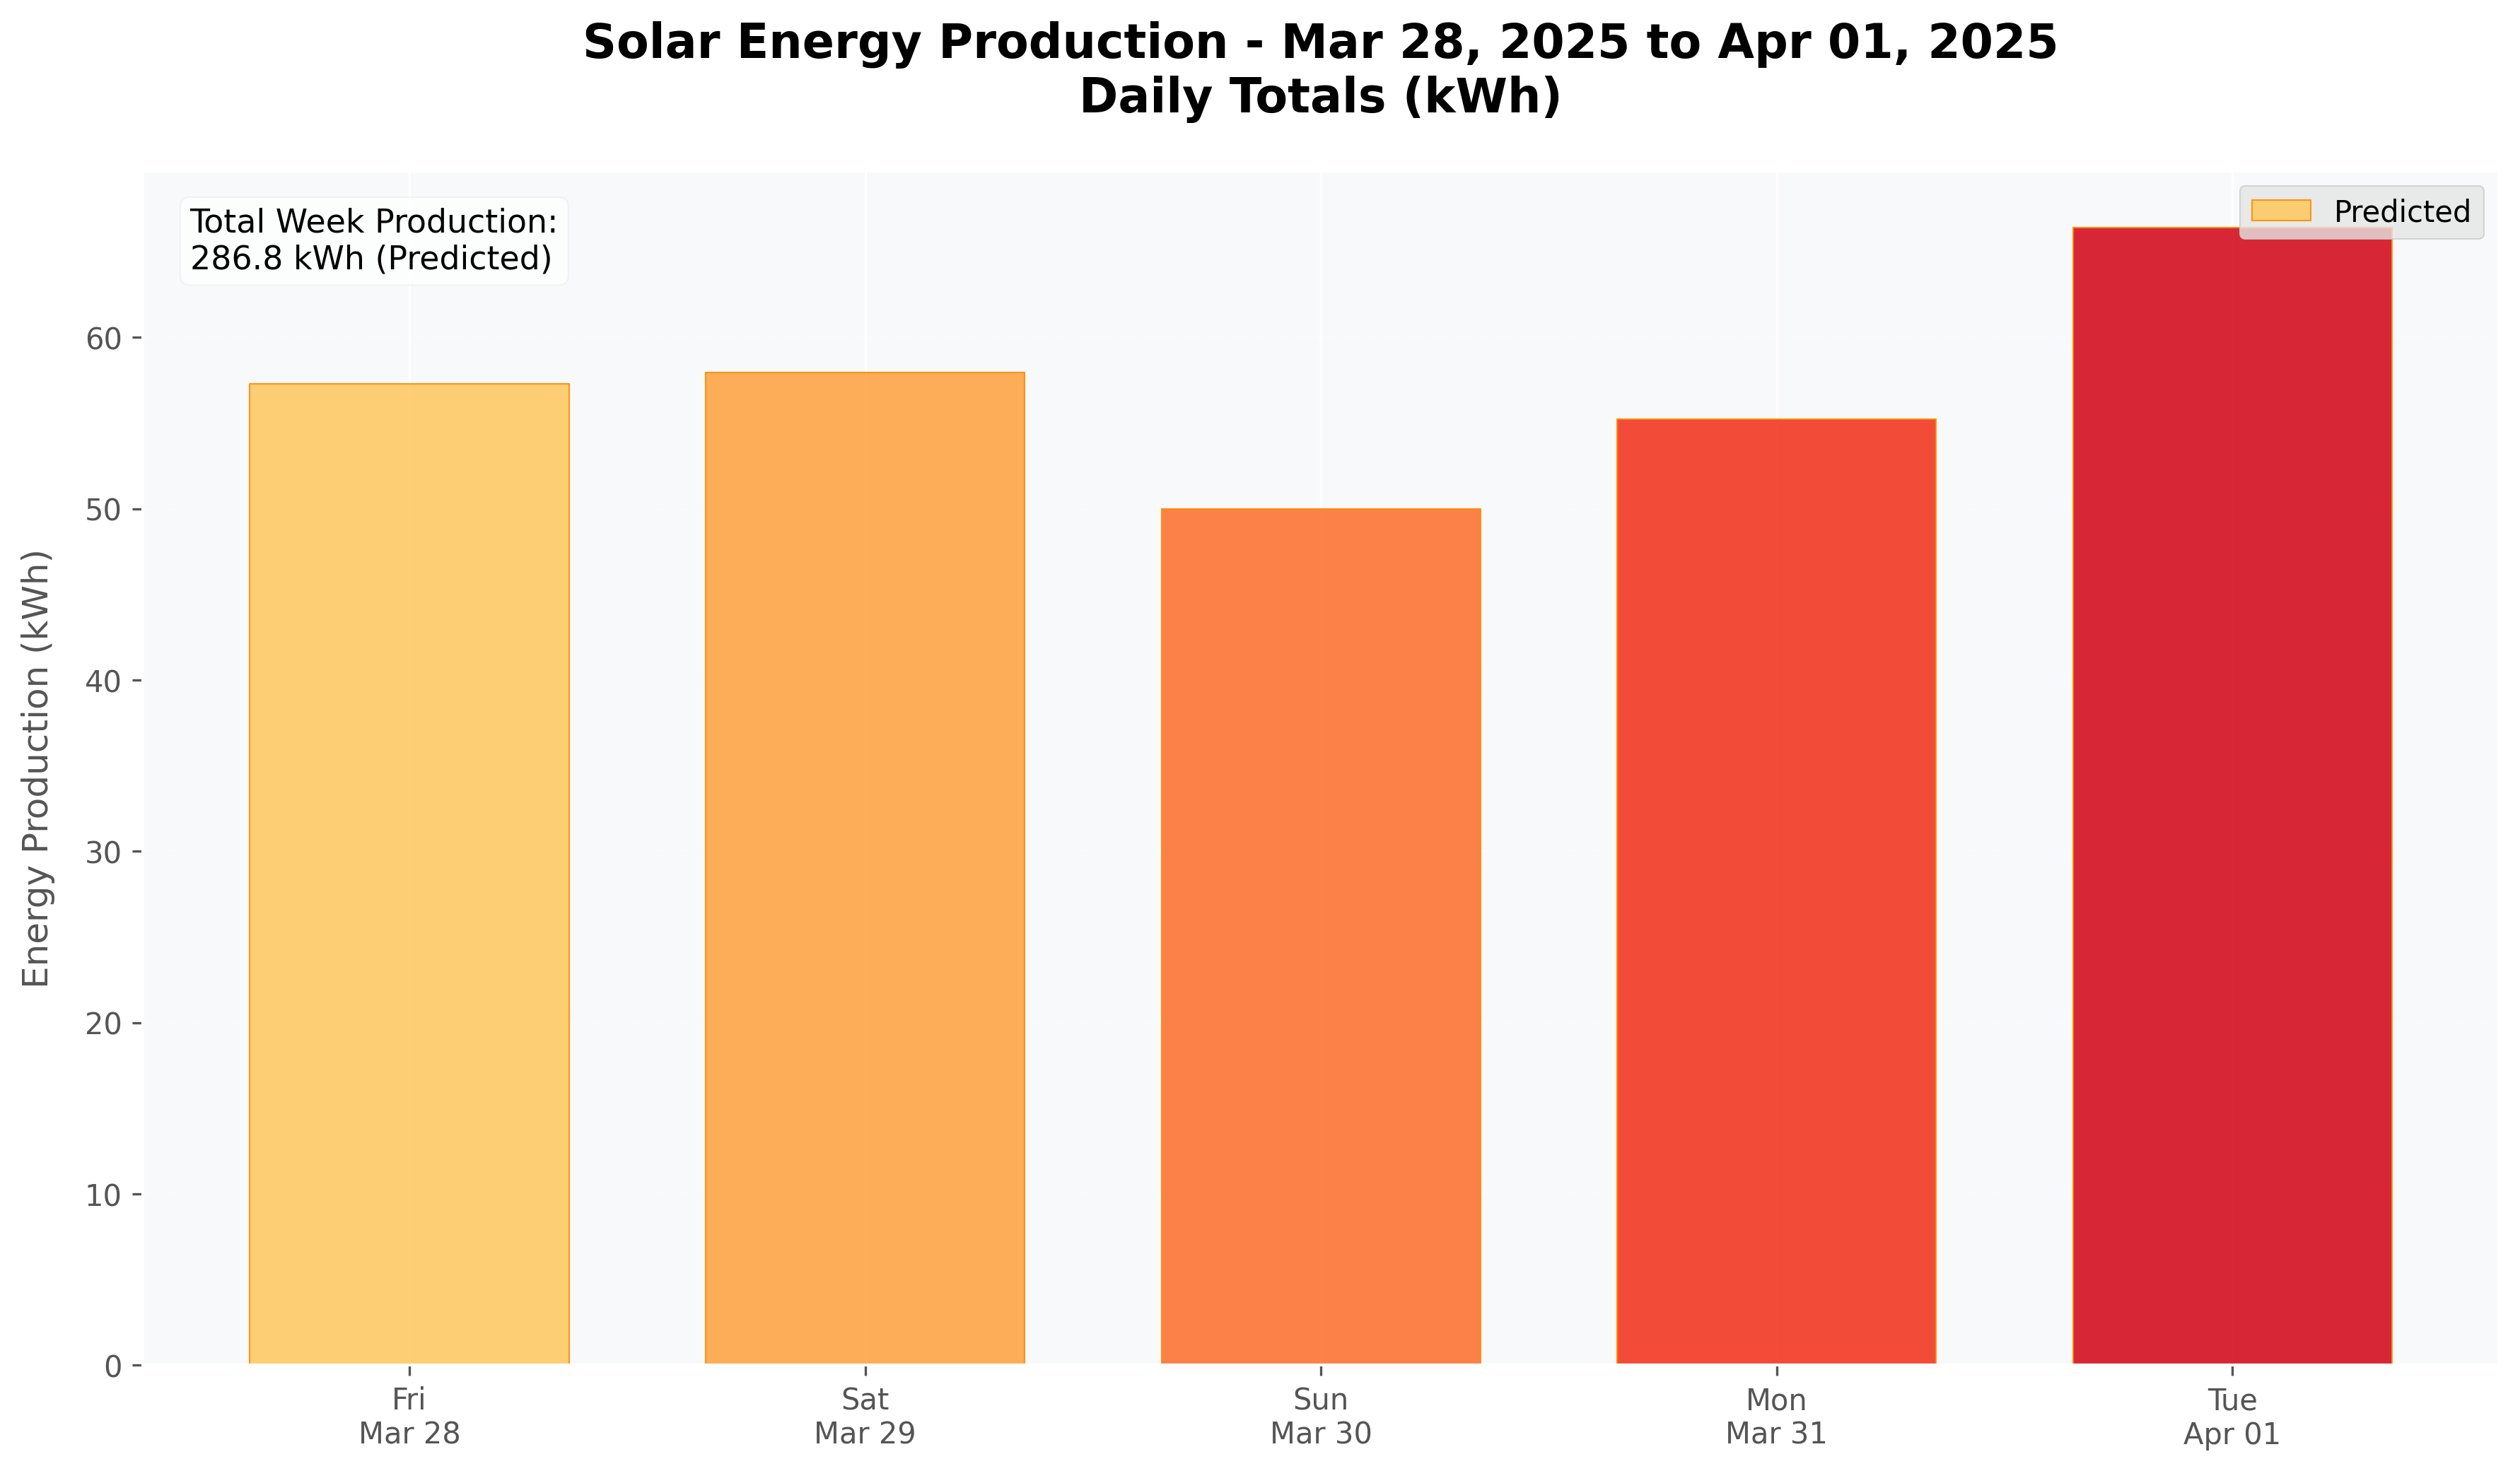 Solar Energy Production - Mar 28, 2025 to Apr 01, 2025
Daily Totals (kWh)
Total Week Production:
286.8 kWh (Predicted)
Predicted
Energy Production (kWh)
60
50
40
30
20
10
0
Fri
Mar 28
Sat
Mar 29
Sun
Mar 30
Mon
Mar 31
Tue
Apr 01